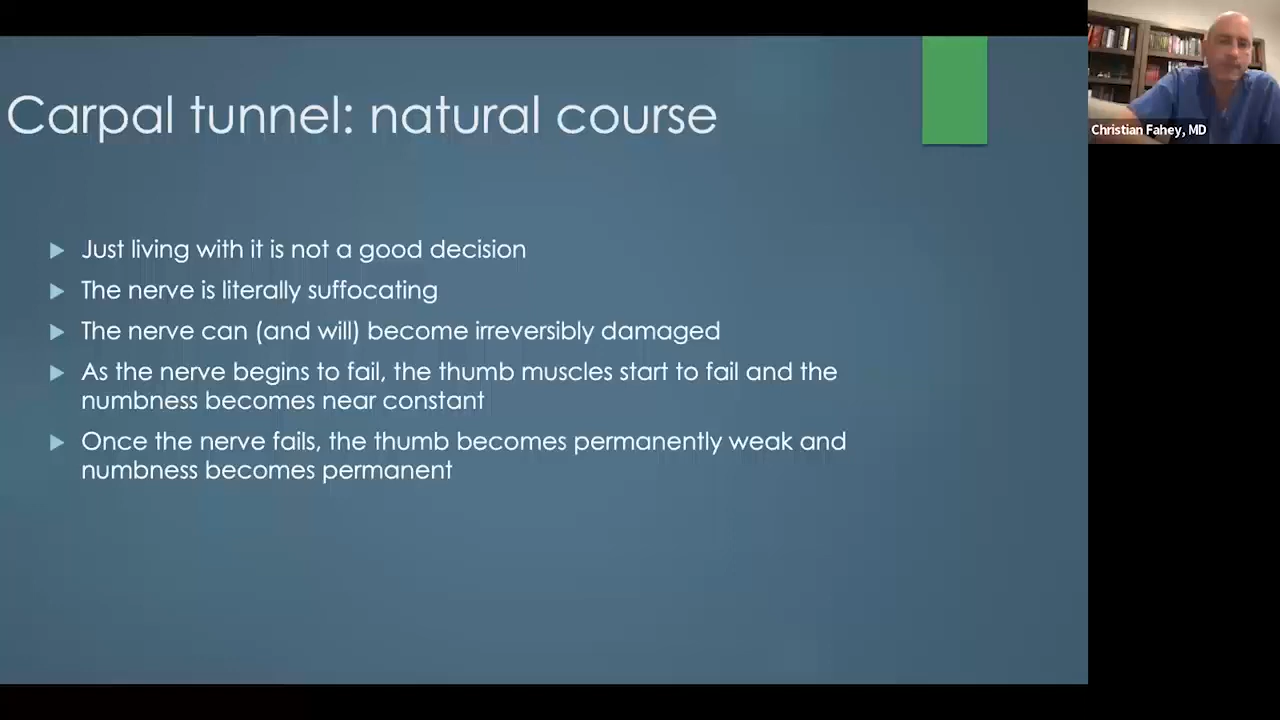 Carpal tunnel: natural course
Just living with it is not a good decision
The nerve is literally suffocating
The nerve can (and will) become irreversibly damaged
As the nerve begins to fail, the thumb muscles start to fail and the
numbness becomes near constant
Once the nerve fails, the thumb becomes permanently weak and
numbness becomes permanent
Christian Fahey, MD